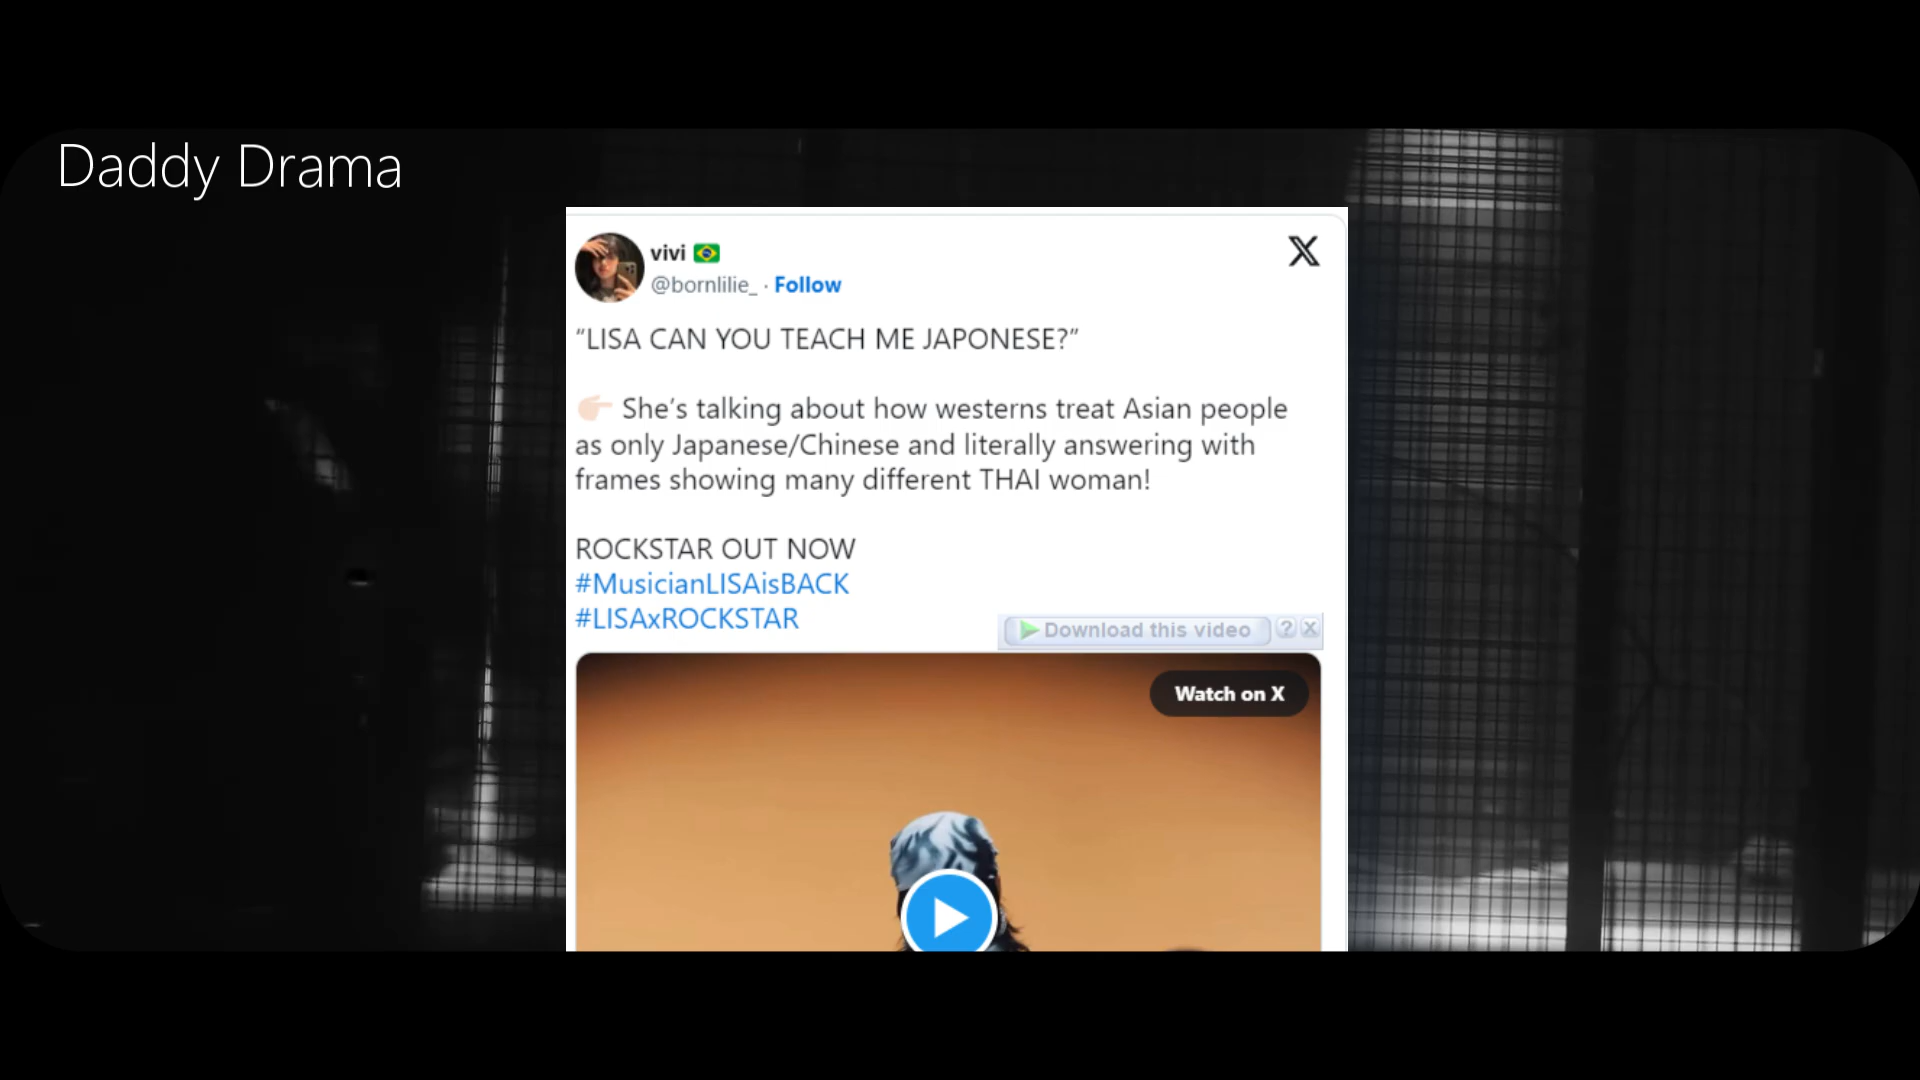 Daddy Drama
vivi 🇧🇷
@bornlilie_ · Follow
“LISA CAN YOU TEACH ME JAPONESE?”
👉🏻 She’s talking about how westerns treat Asian people
as only Japanese/Chinese and literally answering with
frames showing many different THAI woman!
ROCKSTAR OUT NOW
#MusicianLISAisBACK
#LISAxROCKSTAR
Download this video ? X
Watch on X